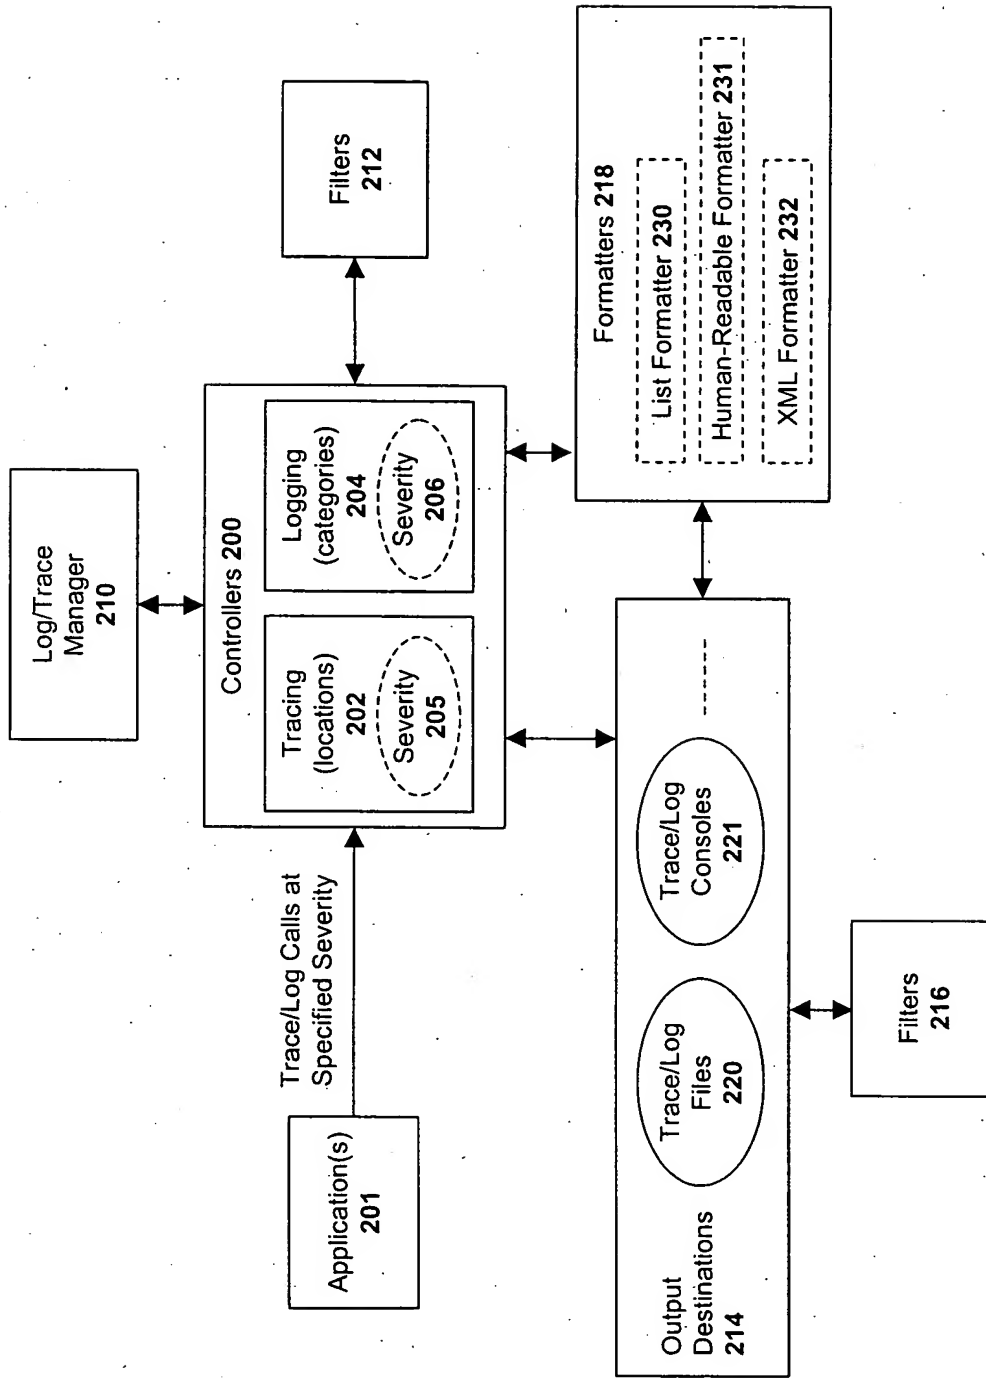 Log/Trace
Manager
210
Controllers 200
Tracing
(locations)
202
Severity
205
Logging
(categories)
204
Severity
206
Filters
212
Application(s)
201
Trace/Log Calls at
Specified Severity
Output
Destinations
214
Trace/Log
Files
220
Trace/Log
Consoles
221
Filters
216
Formatters 218
List Formatter 230
Human-Readable Formatter 231
XML Formatter 232